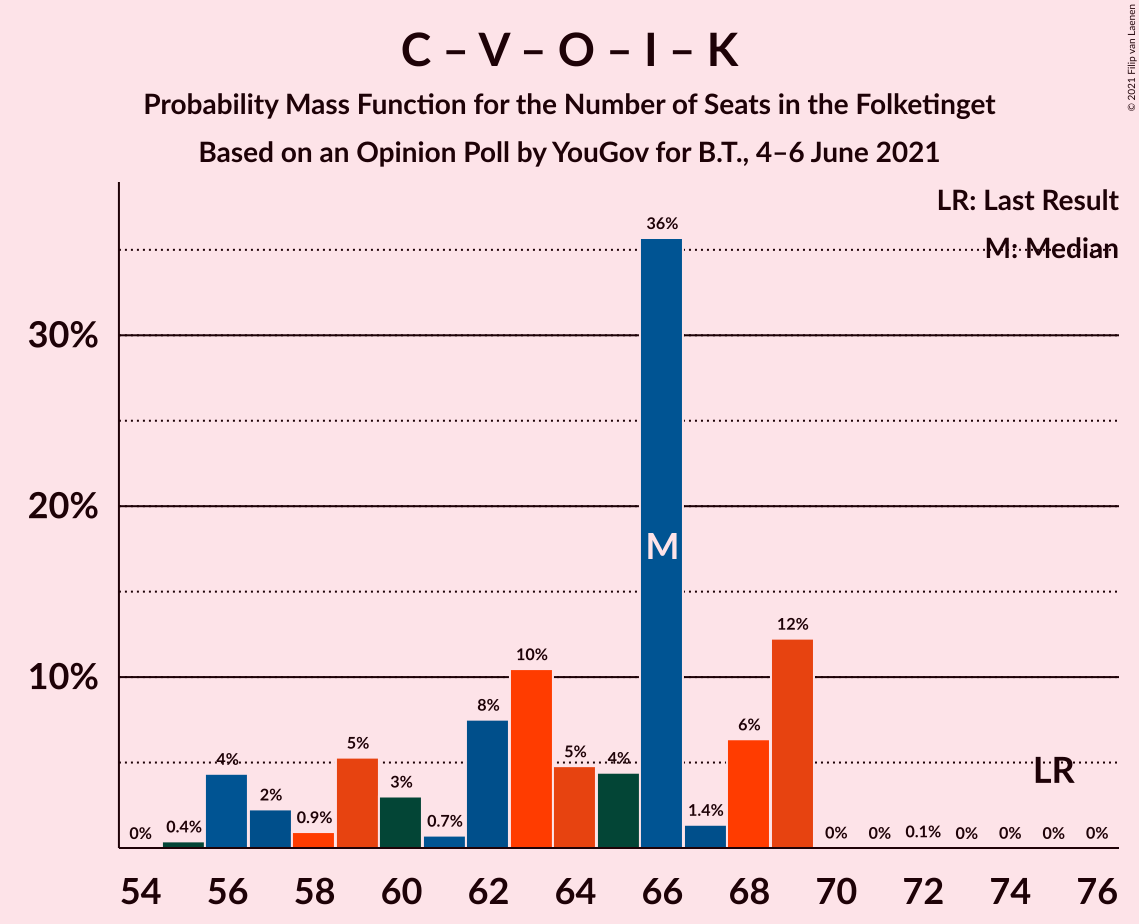 C – V – O – I – K
Probability Mass Function for the Number of Seats in the Folketinget
Based on an Opinion Poll by YouGov for B.T., 4–6 June 2021
© 2021 Filip van Laenen
LR: Last Result
M: Median
30%
20%
10%
0%
0.4%
4%
2%
0.9%
5%
3%
0.7%
8%
10%
5%
4%
36%
1.4%
6%
12%
0%
0%
0.1%
0%
0%
0%
0%
M
LR
54 56 58 60 62 64 66 68 70 72 74 76